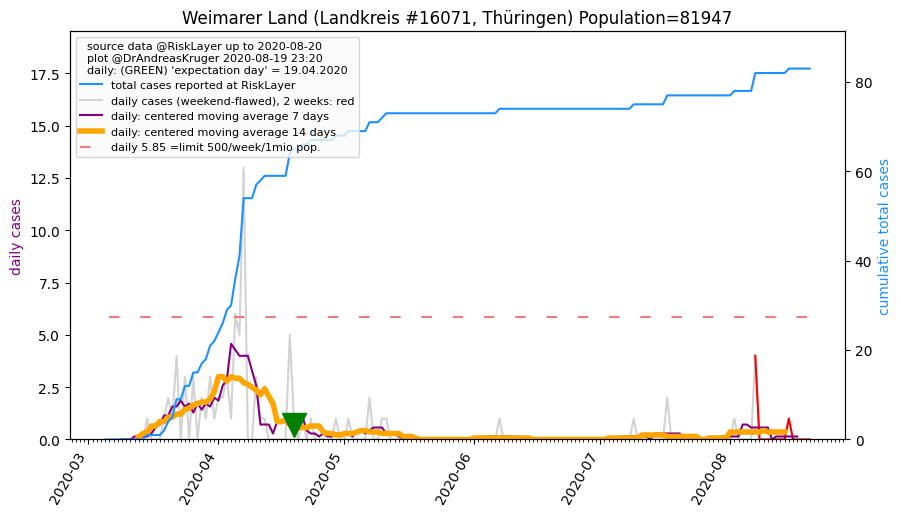 Weimarer Land (Landkreis #16071, Thüringen) Population=81947
source data @RiskLayer up to 2020-08-20
plot @DrAndreasKruger 2020-08-19 23:20
daily: (GREEN) 'expectation day' = 19.04.2020
total cases reported at RiskLayer
daily cases (weekend-flawed), 2 weeks: red
daily: centered moving average 7 days
daily: centered moving average 14 days
daily 5.85 =limit 500/week/1mio pop.
daily cases
17.5
15.0
12.5
10.0
7.5
5.0
2.5
0.0
cumulative total cases
80
60
40
20
0
2020-03
2020-04
2020-05
2020-06
2020-07
2020-08